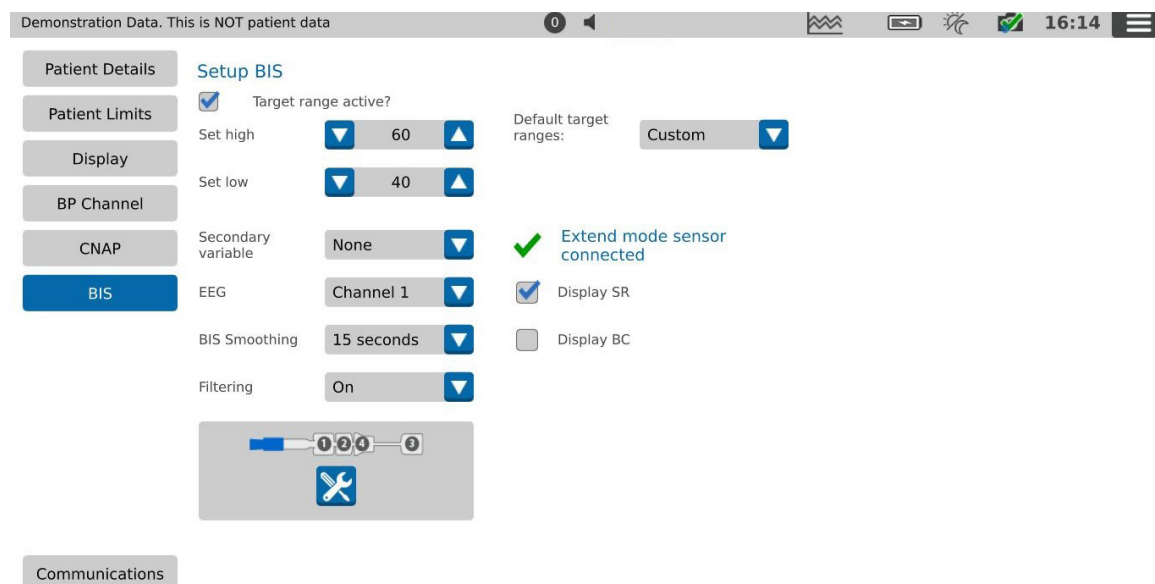 Demonstration Data. This is NOT patient data
0
16:14
Patient Details
Patient Limits
Display
BP Channel
CNAP
BIS
Communications
Setup BIS
Target range active?
Set high
60
Default target
ranges:
Custom
Set low
40
Secondary
variable
None
Extend mode sensor
connected
EEG
Channel 1
Display SR
BIS Smoothing
15 seconds
Display BC
Filtering
On
1 2 4 3